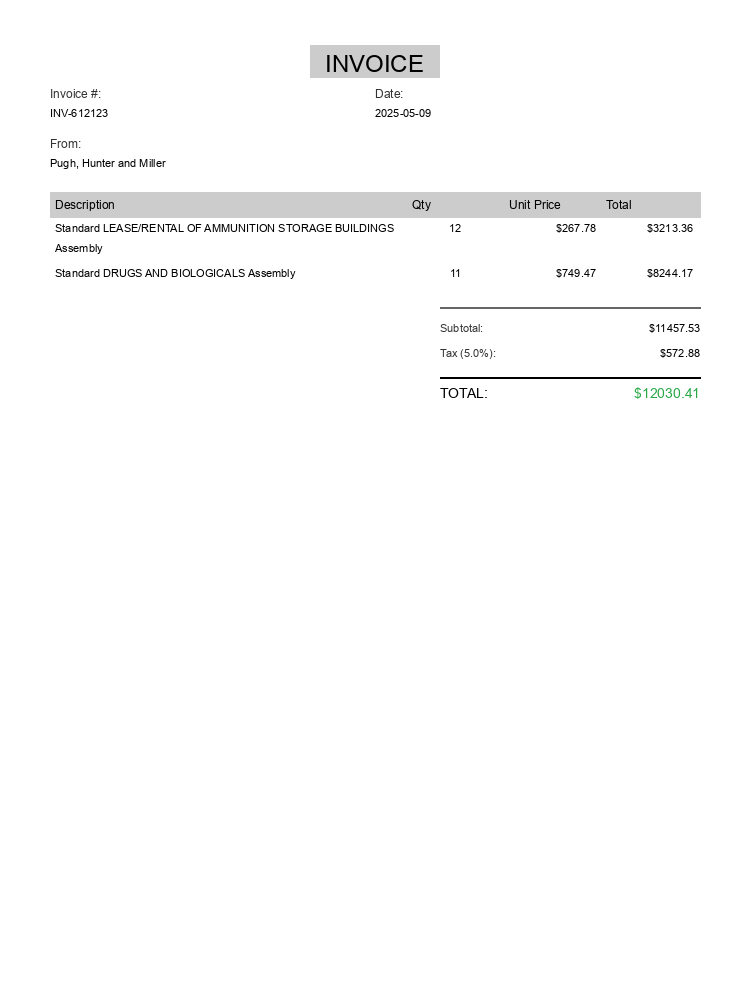 INVOICE
Invoice #: Date:
INV-612123 2025-05-09
From:
Pugh, Hunter and Miller
Description Qty Unit Price Total
Standard LEASE/RENTAL OF AMMUNITION STORAGE BUILDINGS 12 $267.78 $3213.36
Assembly
Standard DRUGS AND BIOLOGICALS Assembly 11 $749.47 $8244.17
Subtotal: $11457.53
Tax (5.0%): $572.88
TOTAL: $12030.41